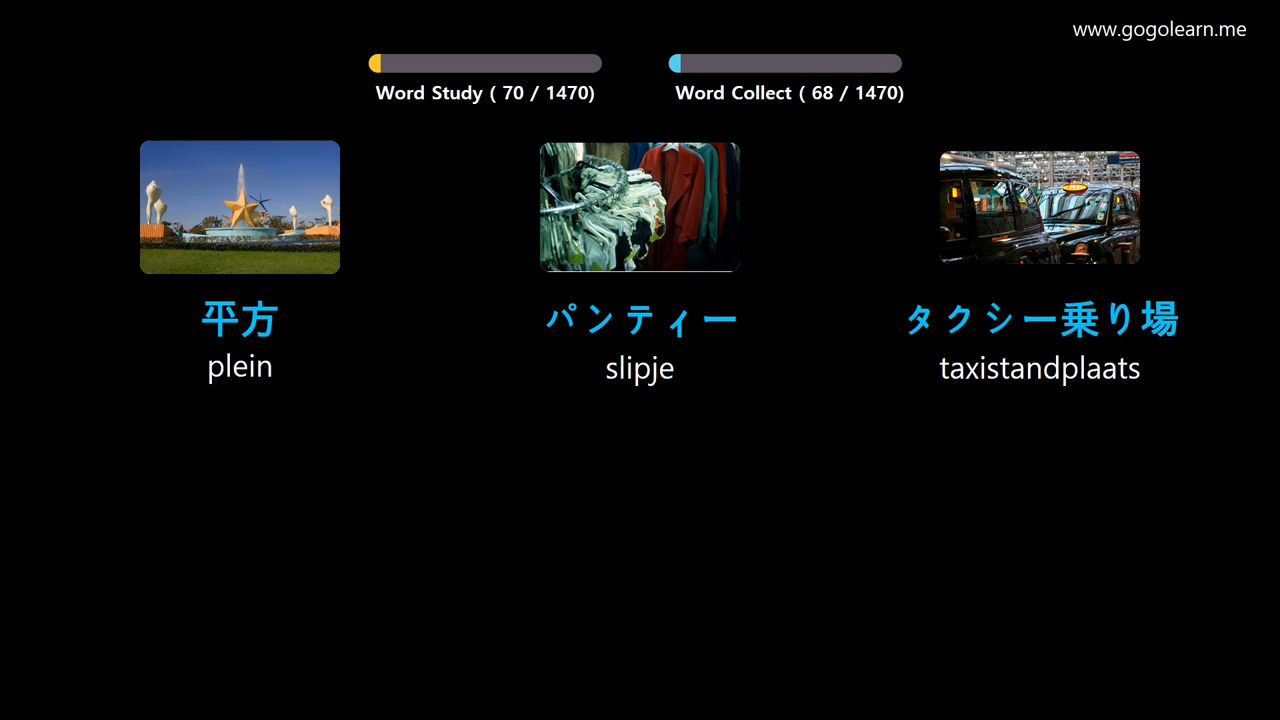 www.gogolearn.me
Word Study ( 70 / 1470)
Word Collect ( 68 / 1470)
平方
パンティー
タクシー乗り場
plein
slipje
taxistandplaats